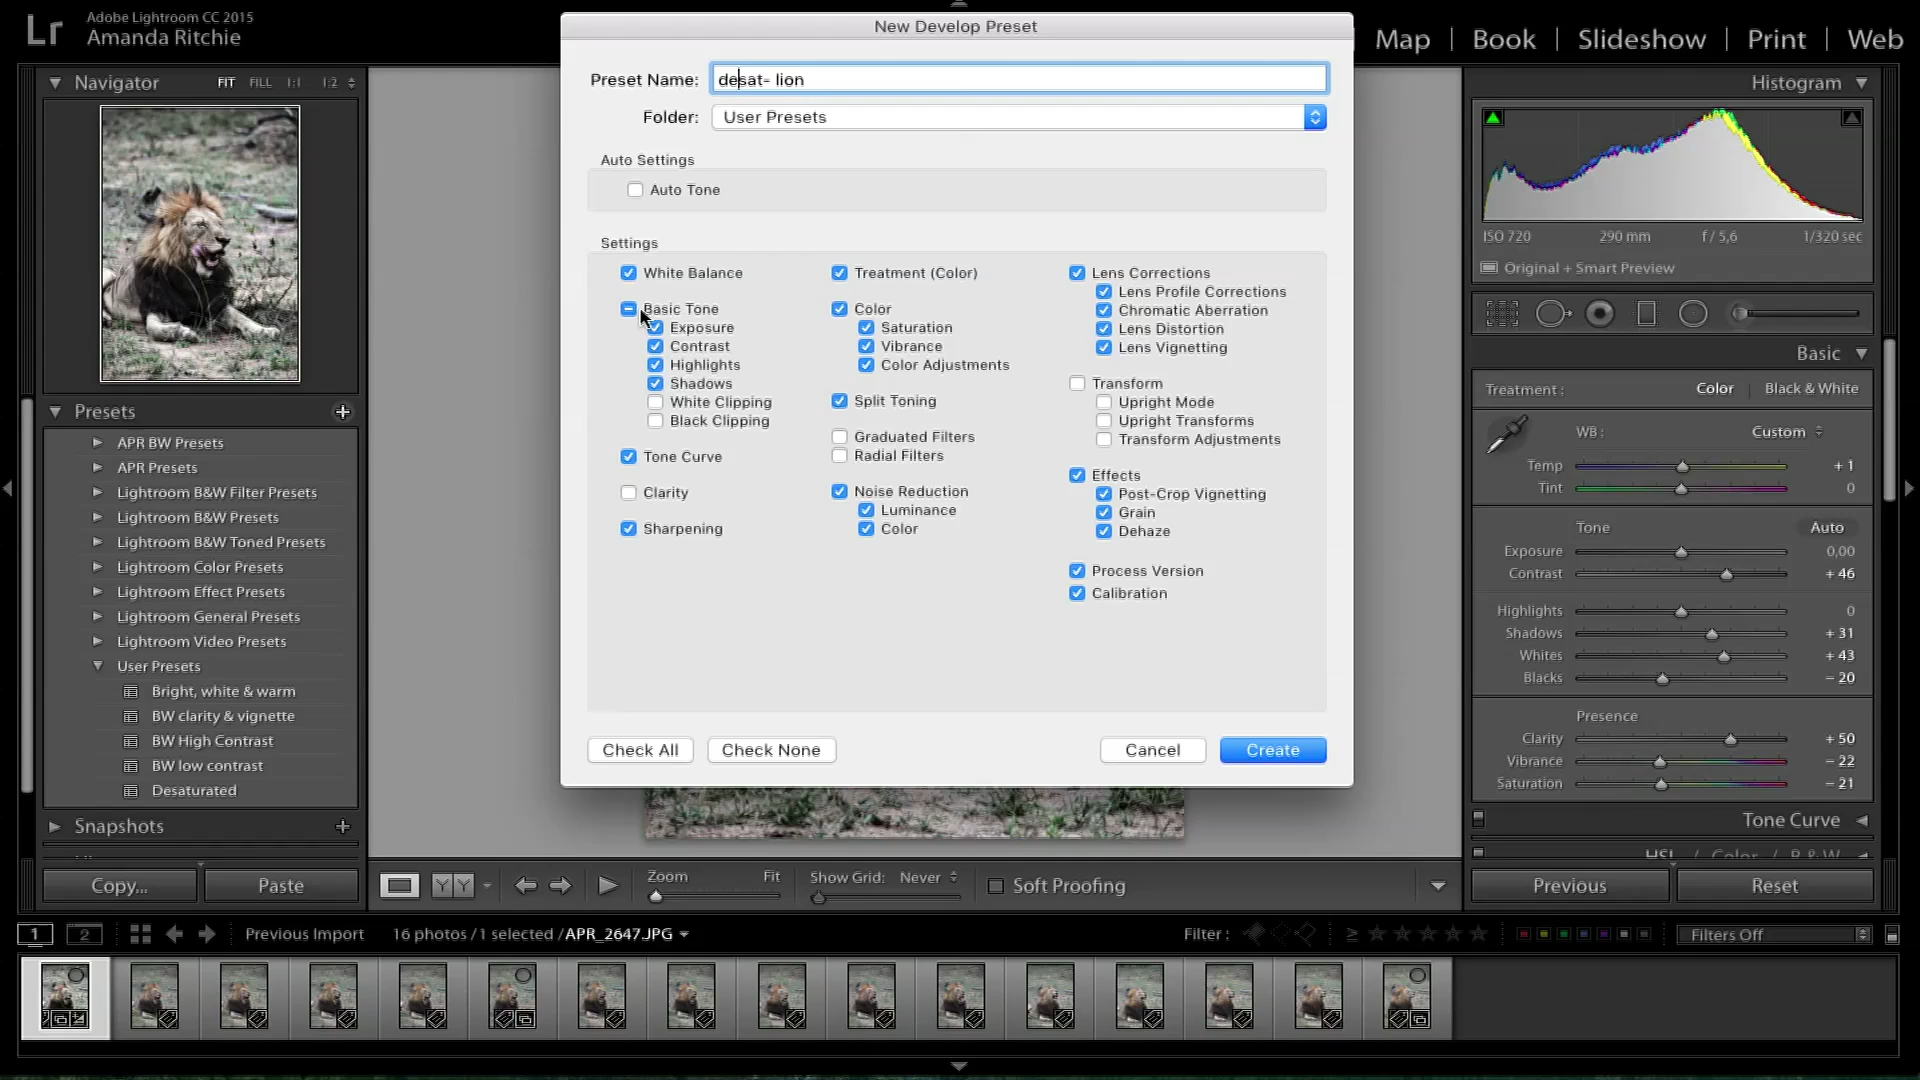 Lr
Adobe Lightroom CC 2015
Amanda Ritchie
Map | Book | Slideshow | Print | Web
Navigator FIT FILL 1:1 1:2
Presets +
APR BW Presets
APR Presets
Lightroom B&W Filter Presets
Lightroom B&W Presets
Lightroom B&W Toned Presets
Lightroom Color Presets
Lightroom Effect Presets
Lightroom General Presets
Lightroom Video Presets
User Presets
Bright, white & warm
BW clarity & vignette
BW High Contrast
BW low contrast
Desaturated
Snapshots +
Copy... Paste
New Develop Preset
Preset Name: desat- lion
Folder: User Presets
Auto Settings
Auto Tone
Settings
White Balance
Basic Tone
Exposure
Contrast
Highlights
Shadows
White Clipping
Black Clipping
Tone Curve
Clarity
Sharpening
Treatment (Color)
Color
Saturation
Vibrance
Color Adjustments
Split Toning
Graduated Filters
Radial Filters
Noise Reduction
Luminance
Color
Lens Corrections
Lens Profile Corrections
Chromatic Aberration
Lens Distortion
Lens Vignetting
Transform
Upright Mode
Upright Transforms
Transform Adjustments
Effects
Post-Crop Vignetting
Grain
Dehaze
Process Version
Calibration
Check All Check None Cancel Create
Histogram
ISO 720 290 mm f / 5,6 1/320 sec
Original + Smart Preview
Basic
Treatment : Color | Black & White
WB : Custom
Temp + 1
Tint 0
Tone Auto
Exposure 0,00
Contrast + 46
Highlights 0
Shadows + 31
Whites + 43
Blacks – 20
Presence
Clarity + 50
Vibrance – 22
Saturation – 21
Tone Curve
HSL / Color / B & W
Previous Reset
YY Zoom Fit Show Grid: Never Soft Proofing
1 2 Previous Import 16 photos / 1 selected / APR_2647.JPG Filter : ≥ Filters Off